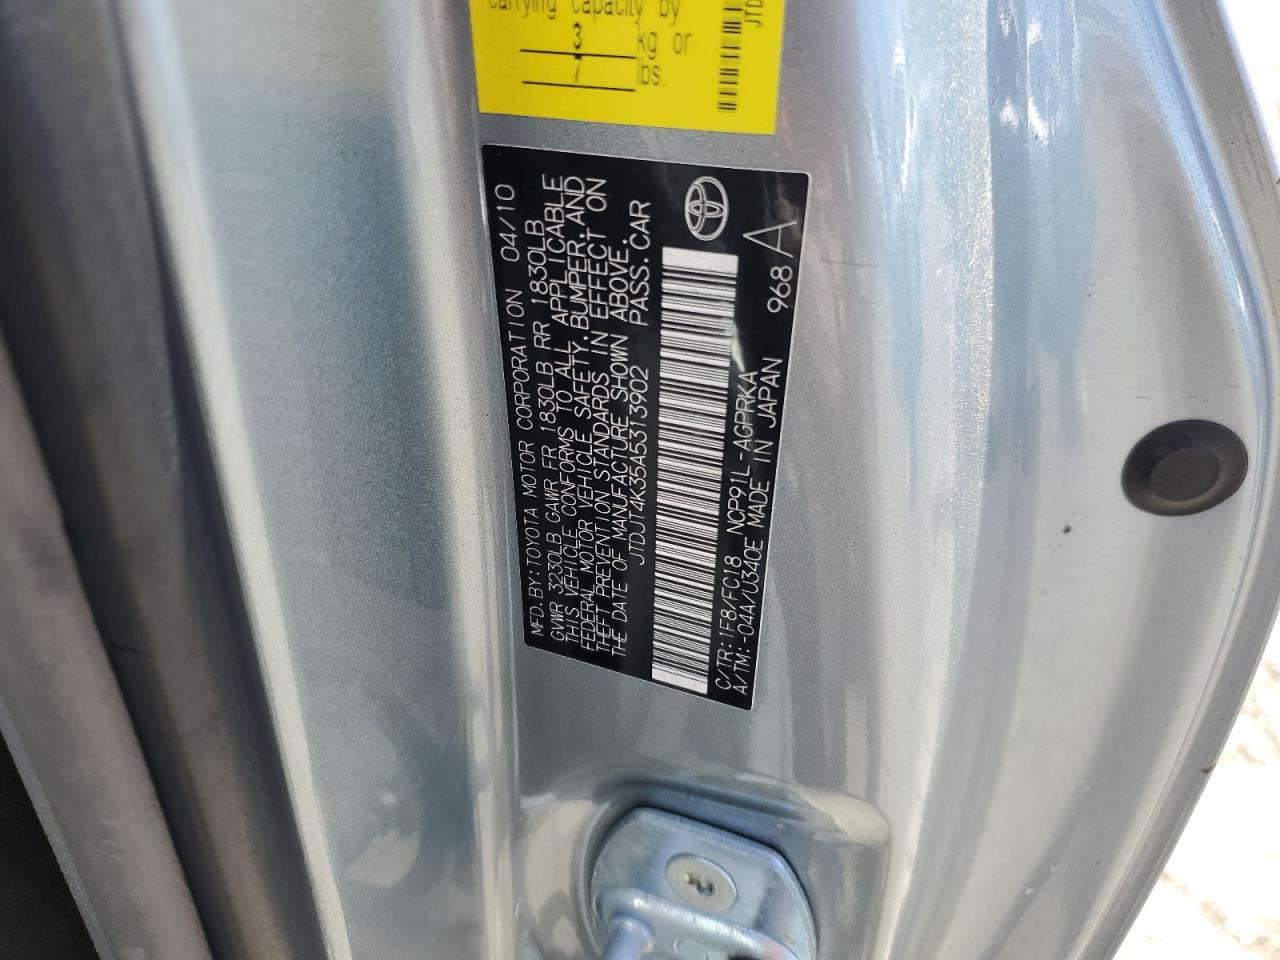 carrying capacity by
3 kg or
7 lbs.
JTD
MFD.BY:TOYOTA MOTOR CORPORATION 04/10
GVWR 3230LB GAWR FR 1830LB RR 1830LB
THIS VEHICLE CONFORMS TO ALL APPLICABLE
FEDERAL MOTOR VEHICLE SAFETY,BUMPER,AND
THEFT PREVENTION STANDARDS IN EFFECT ON
THE DATE OF MANUFACTURE SHOWN ABOVE.
JTDJT4K35A5313902 PASS.CAR
C/TR:1F8/FC18 NCP91L-AGPRKA 968 A
A/TM:-04A/U340E MADE IN JAPAN